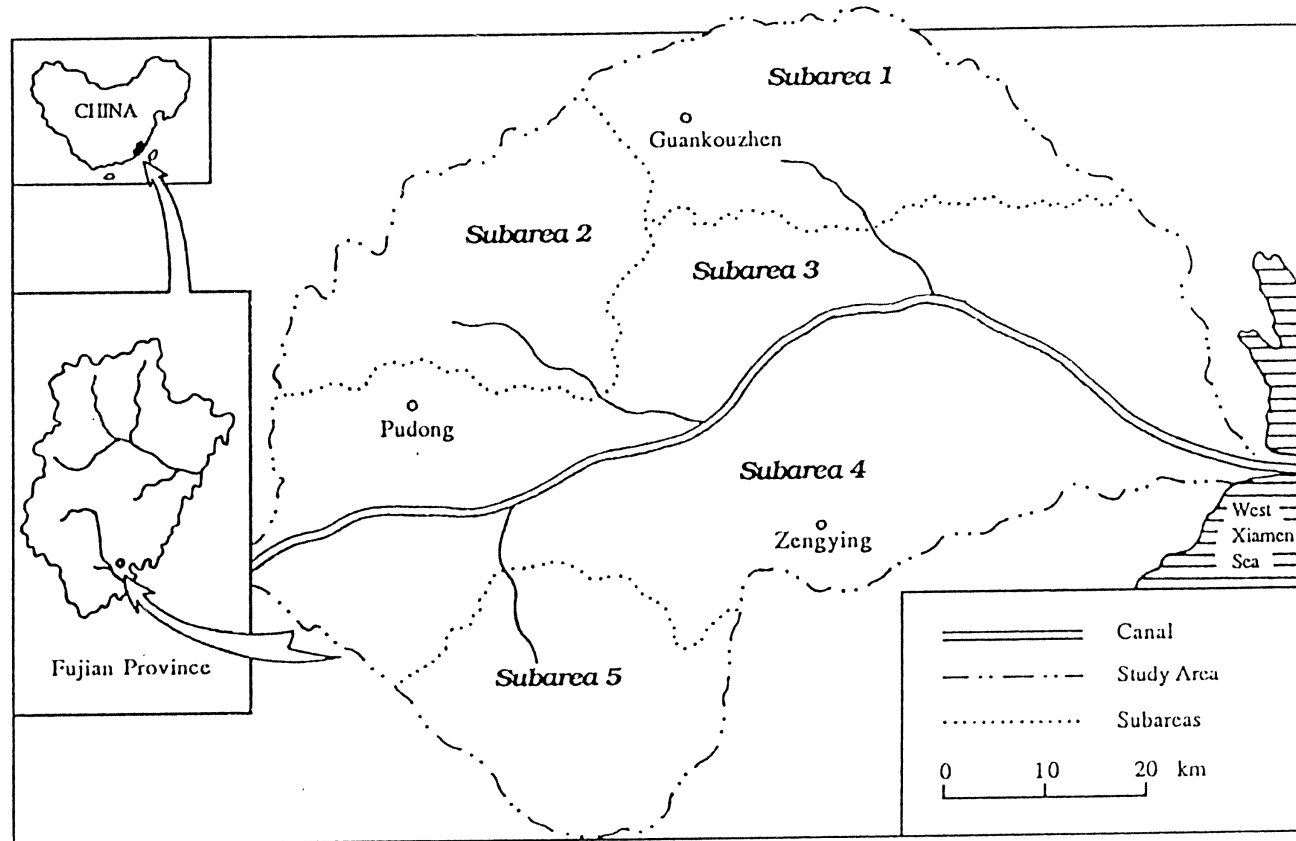 Subarea 1
CHINA
Guankouzhen
Subarea 2
Subarea 3
Pudong
Subarea 4
Zengying
West
Xiamen
Sea
Fujian Province
Subarea 5
Canal
Study Area
Subareas
0 10 20 km